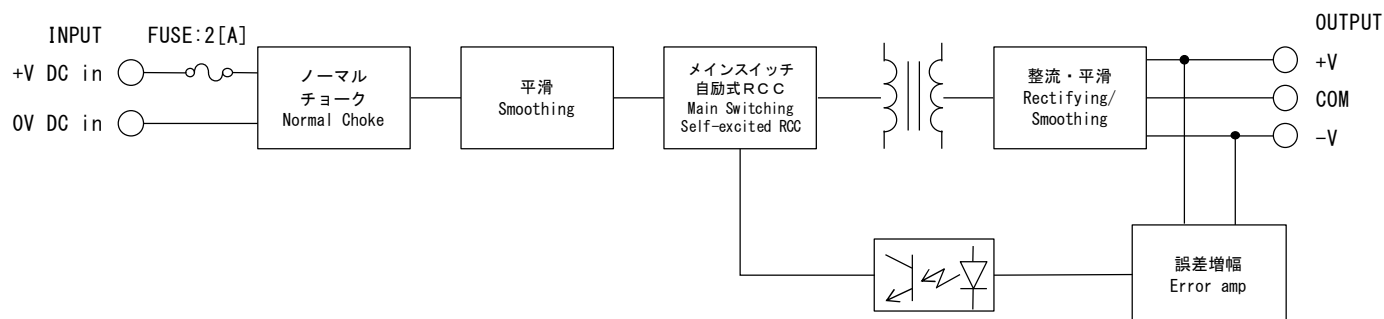 INPUT
FUSE:2[A]
OUTPUT
+V DC in
0V DC in
ノーマル
チョーク
Normal Choke
平滑
Smoothing
メインスイッチ
自励式RCC
Main Switching
Self-excited RCC
整流・平滑
Rectifying/
Smoothing
+V
COM
-V
誤差増幅
Error amp